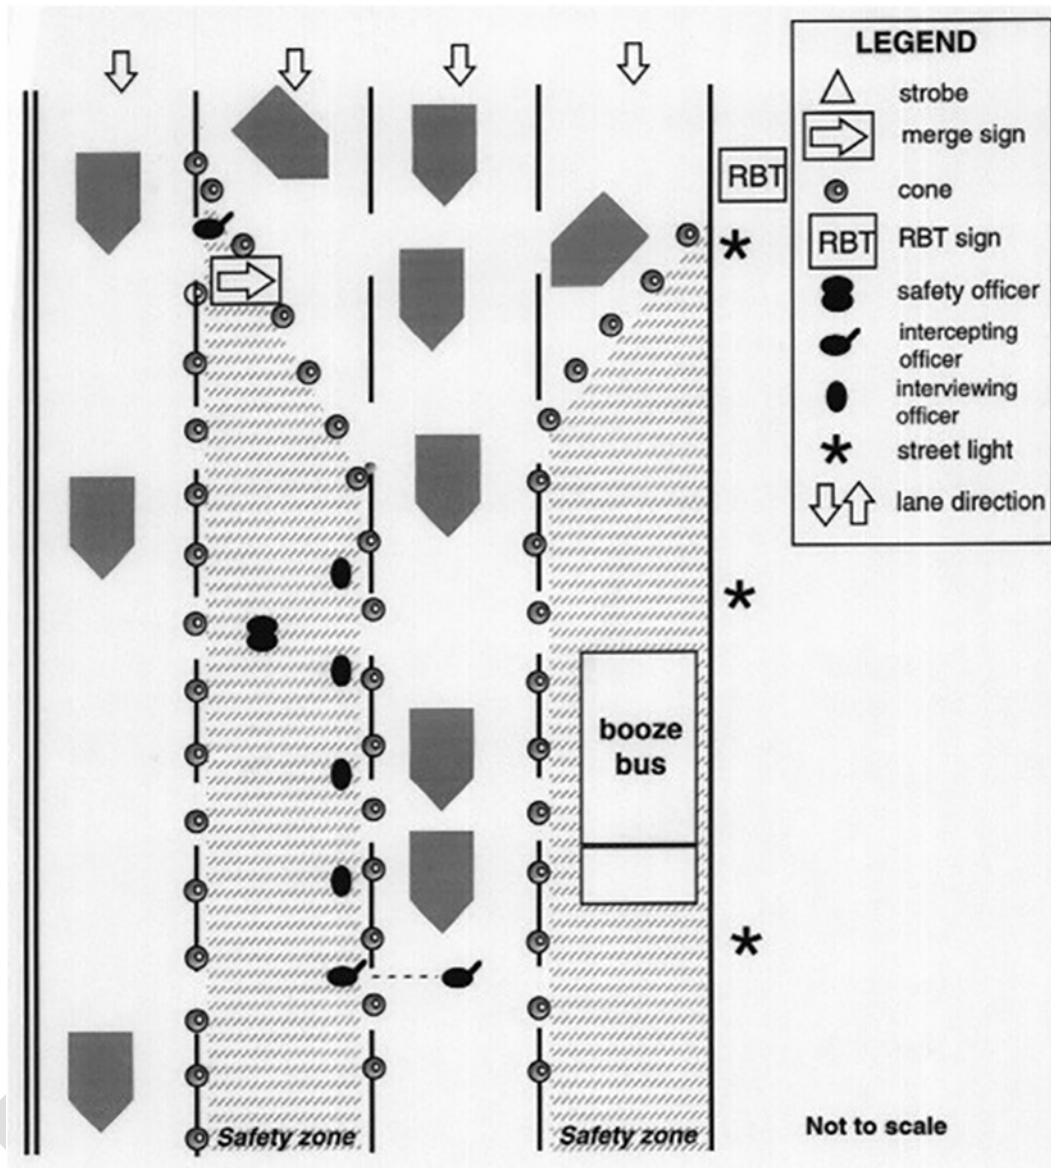 LEGEND
strobe
merge sign
cone
RBT
RBT sign
safety officer
intercepting
officer
interviewing
officer
street light
lane direction
RBT
booze
bus
Safety zone
Safety zone
Not to scale